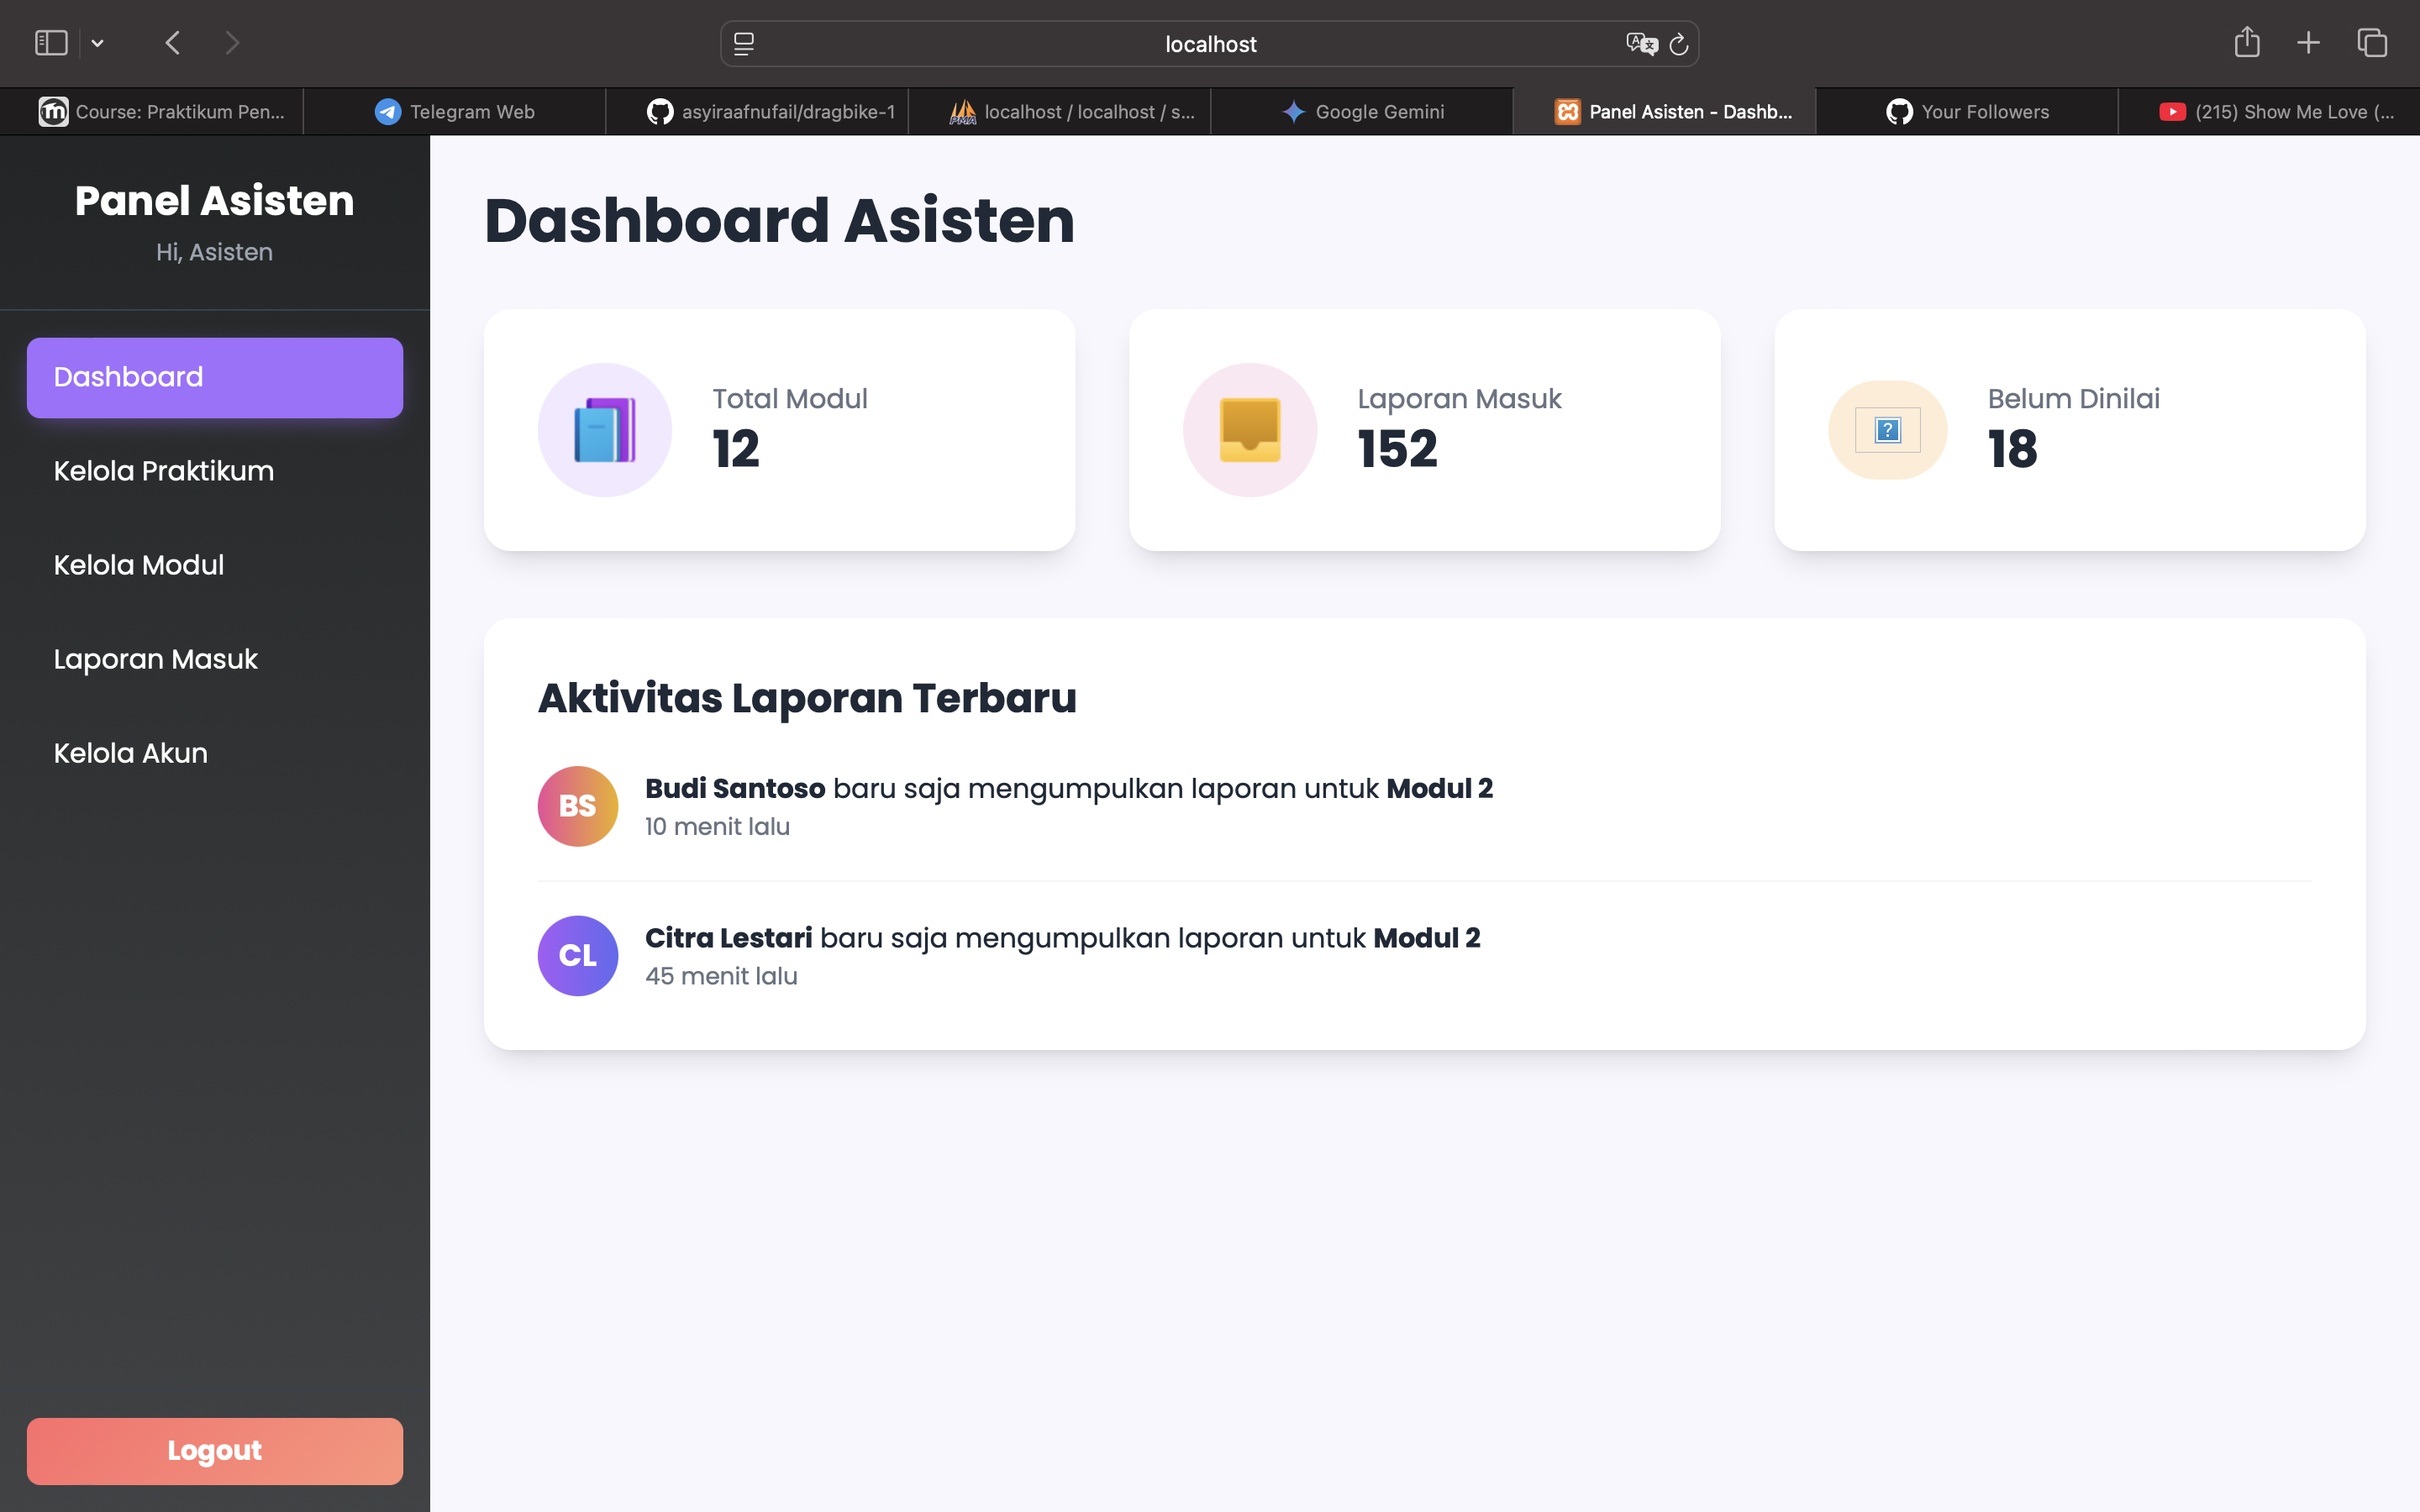 localhost
Course: Praktikum Pen...
Telegram Web
asyiraafnufail/dragbike-1
localhost / localhost / s...
Google Gemini
Panel Asisten - Dashb...
Your Followers
(215) Show Me Love (...
Panel Asisten
Hi, Asisten
Dashboard
Kelola Praktikum
Kelola Modul
Laporan Masuk
Kelola Akun
Logout
Dashboard Asisten
Total Modul
12
Laporan Masuk
152
Belum Dinilai
18
Aktivitas Laporan Terbaru
BS
Budi Santoso baru saja mengumpulkan laporan untuk Modul 2
10 menit lalu
CL
Citra Lestari baru saja mengumpulkan laporan untuk Modul 2
45 menit lalu